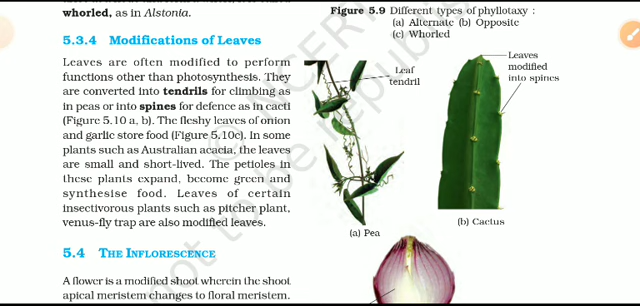 whorled, as in Alstonia.
5.3.4 Modifications of Leaves
Leaves are often modified to perform
functions other than photosynthesis. They
are converted into tendrils for climbing as
in peas or into spines for defence as in cacti
(Figure 5.10 a, b). The fleshy leaves of onion
and garlic store food (Figure 5.10c). In some
plants such as Australian acacia, the leaves
are small and short-lived. The petioles in
these plants expand, become green and
synthesise food. Leaves of certain
insectivorous plants such as pitcher plant,
venus-fly trap are also modified leaves.
5.4 THE INFLORESCENCE
A flower is a modified shoot wherein the shoot
apical meristem changes to floral meristem.
Figure 5.9 Different types of phyllotaxy :
(a) Alternate (b) Opposite
(c) Whorled
Leaf
tendril
Leaves
modified
into spines
(a) Pea
(b) Cactus
© NCERT
not to be republished